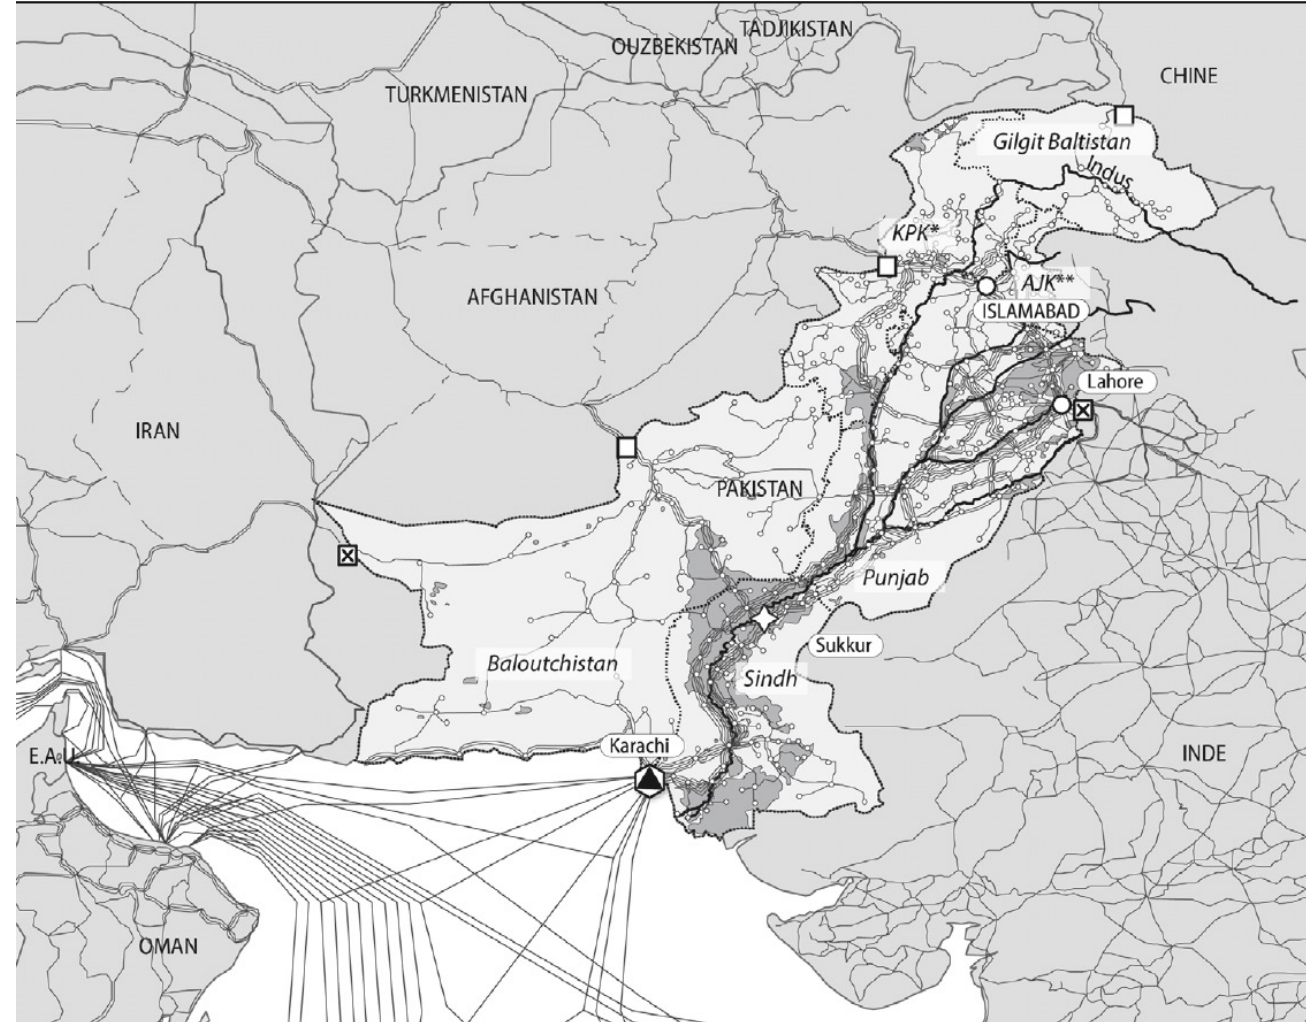 TADJIKISTAN
OUZBEKISTAN
CHINE
TURKMENISTAN
Gilgit Baltistan
Indus
KPK*
AJK**
AFGHANISTAN
ISLAMABAD
Lahore
IRAN
PAKISTAN
Punjab
Sukkur
Baloutchistan
Sindh
Karachi
E.A.U.
INDE
OMAN